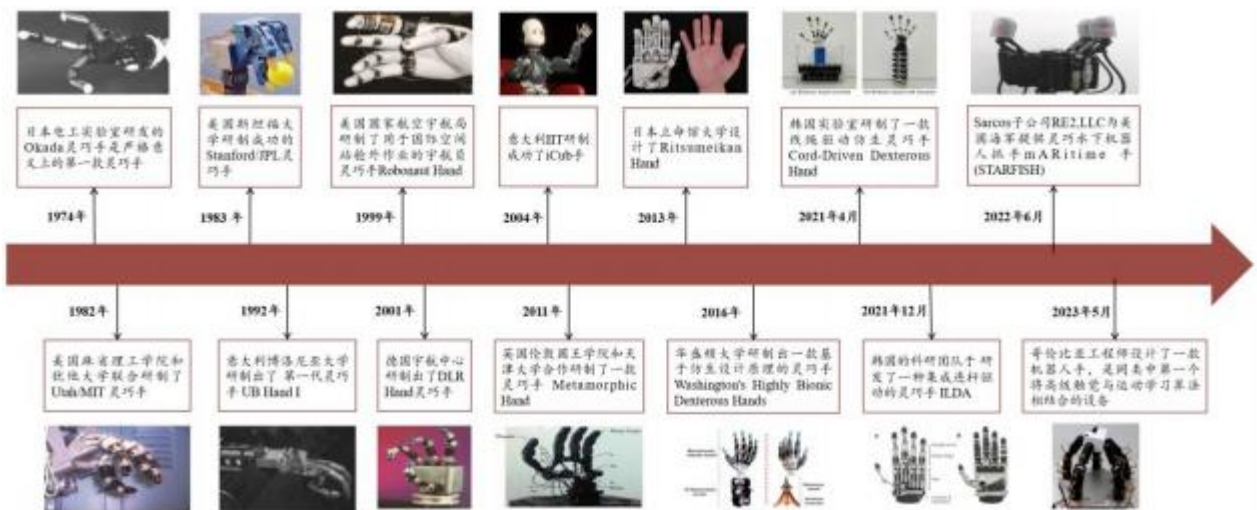 日本电工实验室研发的
Okada灵巧手是严格意
义上的第一款灵巧手
美国斯坦福大
学研制成功的
Stanford/JPL灵
巧手
美国国家航空宇航局
研制了用于国际空间
站舱外作业的宇航员
灵巧手Robonaut Hand
意大利IIT研制
成功了iCub手
日本立命馆大学设
计了Ritsumeikan
Hand
韩国实验室研制了一款
线绳驱动仿生灵巧手
Cord-Driven Dexterous
Hand
Sarcos子公司RE2,LLC为美
国海军提供灵巧水下机器
人抓手mARitime 手
(STARFISH)
1974年
1983 年
1999年
2004年
2013年
2021年4月
2022年6月
1982年
1992年
2001年
2011年
2016年
2021年12月
2023年5月
美国麻省理工学院和
犹他大学联合研制了
Utah/MIT 灵巧手
意大利博洛尼亚大学
研制出了 第一代灵巧
手 UB Hand I
德国宇航中心
研制出了DLR
Hand灵巧手
英国伦敦国王学院和天
津大学合作研制了一款
灵巧手 Metamorphic
Hand
华盛顿大学研制出一款基
于仿生设计原理的灵巧手
Washington's Highly Bionic
Dexterous Hands
韩国的科研团队于 研
发了一种集成连杆驱
动的灵巧手 ILDA
哥伦比亚工程师设计了一款
机器人手，是同类中第一个
将高级触觉与运动学习算法
相结合的设备